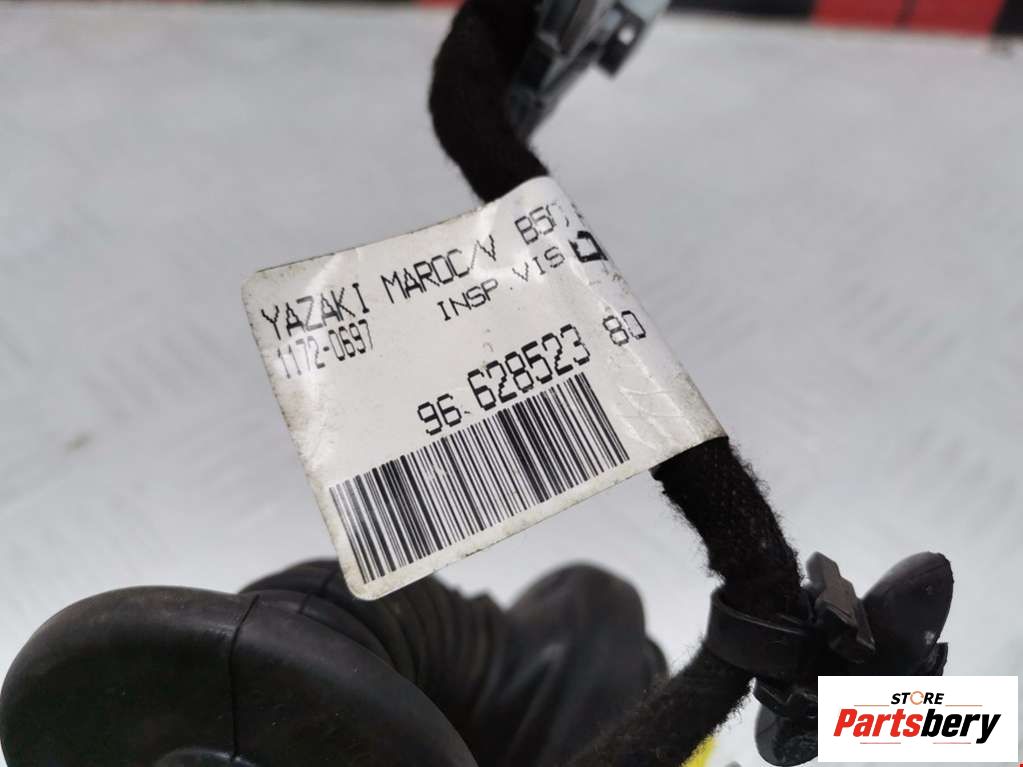 YAZAKI MAROC/V
INSP.VIS
1172-0697
96 628523 80
STORE
Partsbery